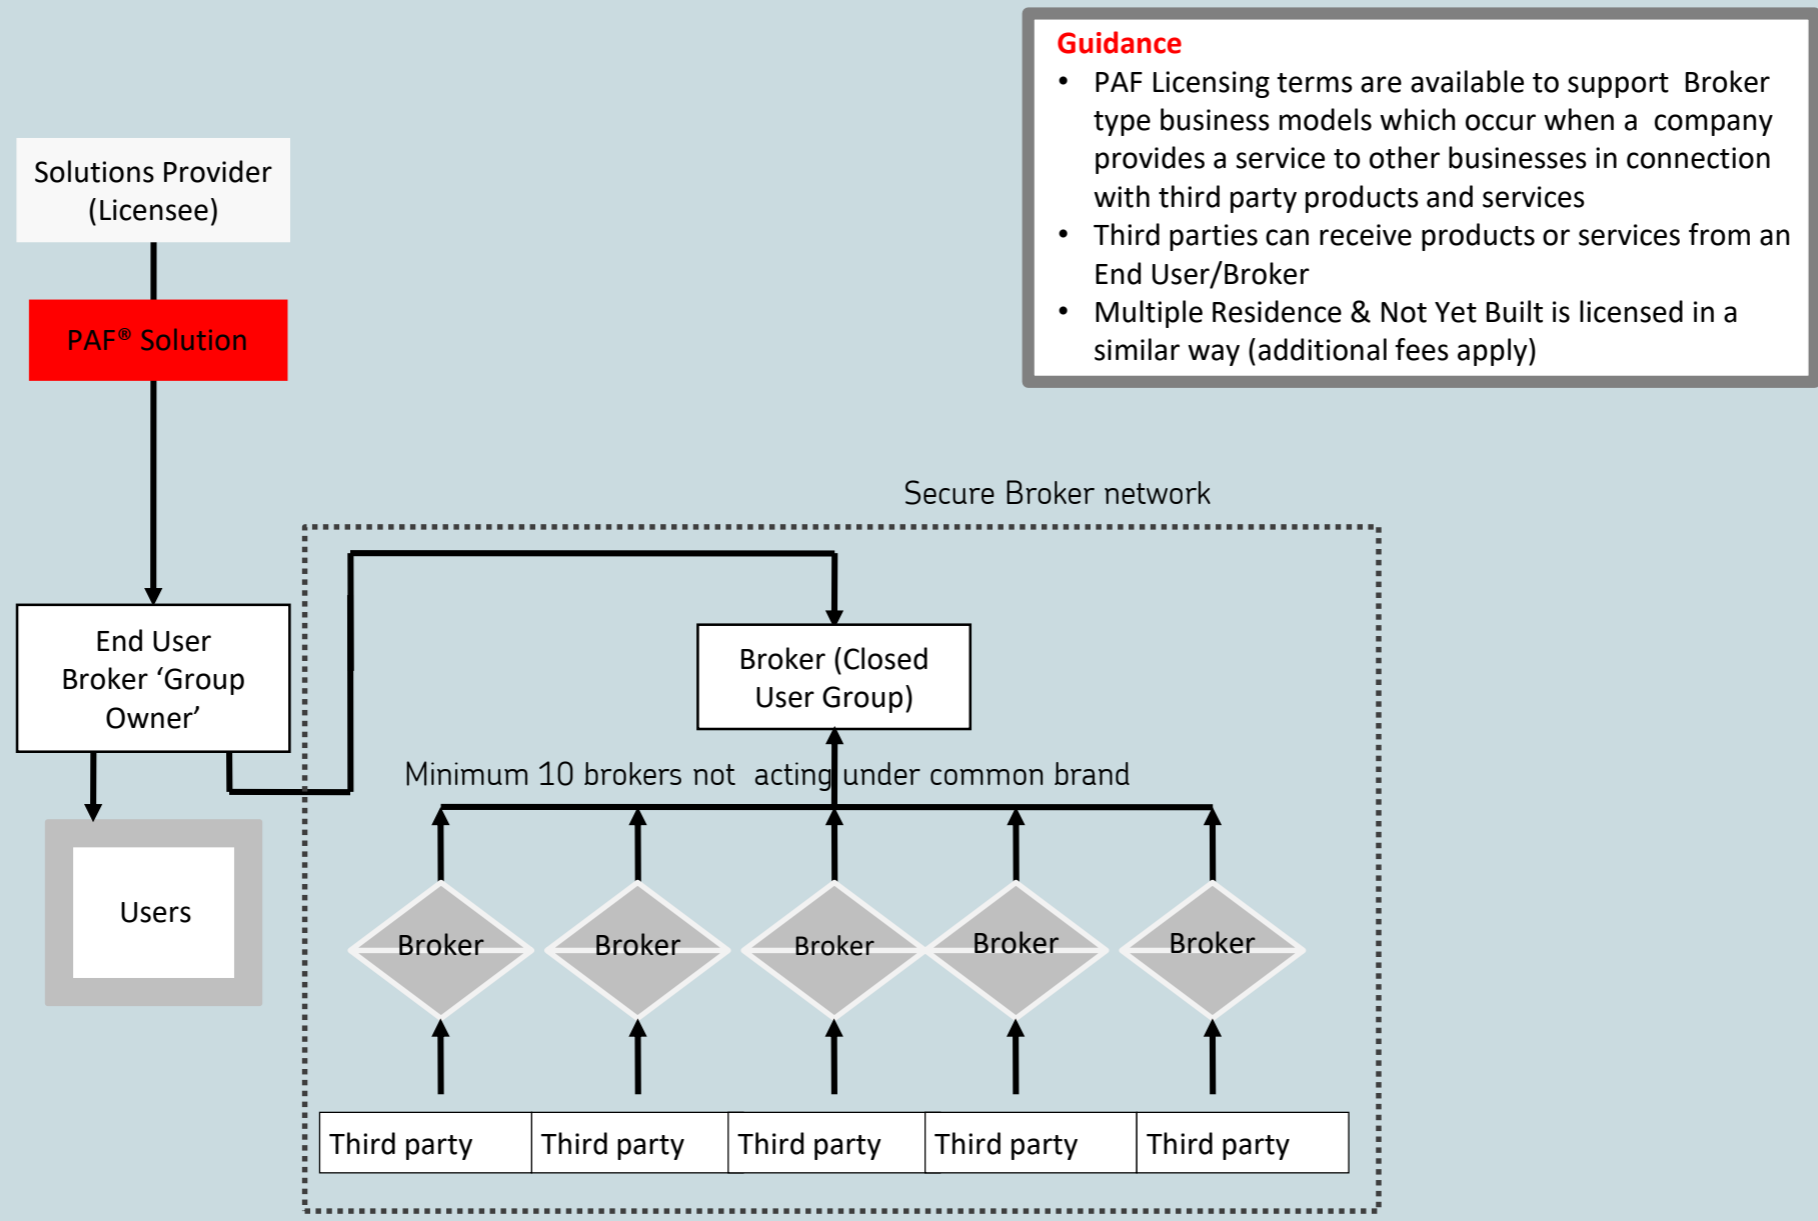 Guidance
• PAF Licensing terms are available to support  Broker
type business models which occur when a  company
provides a service to other businesses in connection
with third party products and services
• Third parties can receive products or services from an
End User/Broker
• Multiple Residence & Not Yet Built is licensed in a
similar way (additional fees apply)
Solutions Provider
(Licensee)
PAF® Solution
Secure Broker network
End User
Broker ‘Group
Owner’
Broker (Closed
User Group)
Minimum 10 brokers not  acting under common brand
Users
Broker
Broker
Broker
Broker
Broker
Third party
Third party
Third party
Third party
Third party